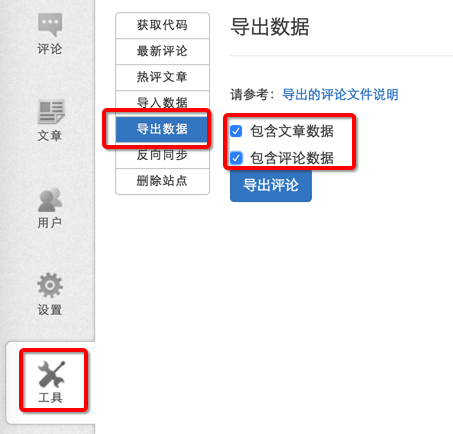 评论
文章
用户
设置
工具
获取代码
最新评论
热评文章
导入数据
导出数据
反向同步
删除站点
导出数据
请参考：导出的评论文件说明
包含文章数据
包含评论数据
导出评论